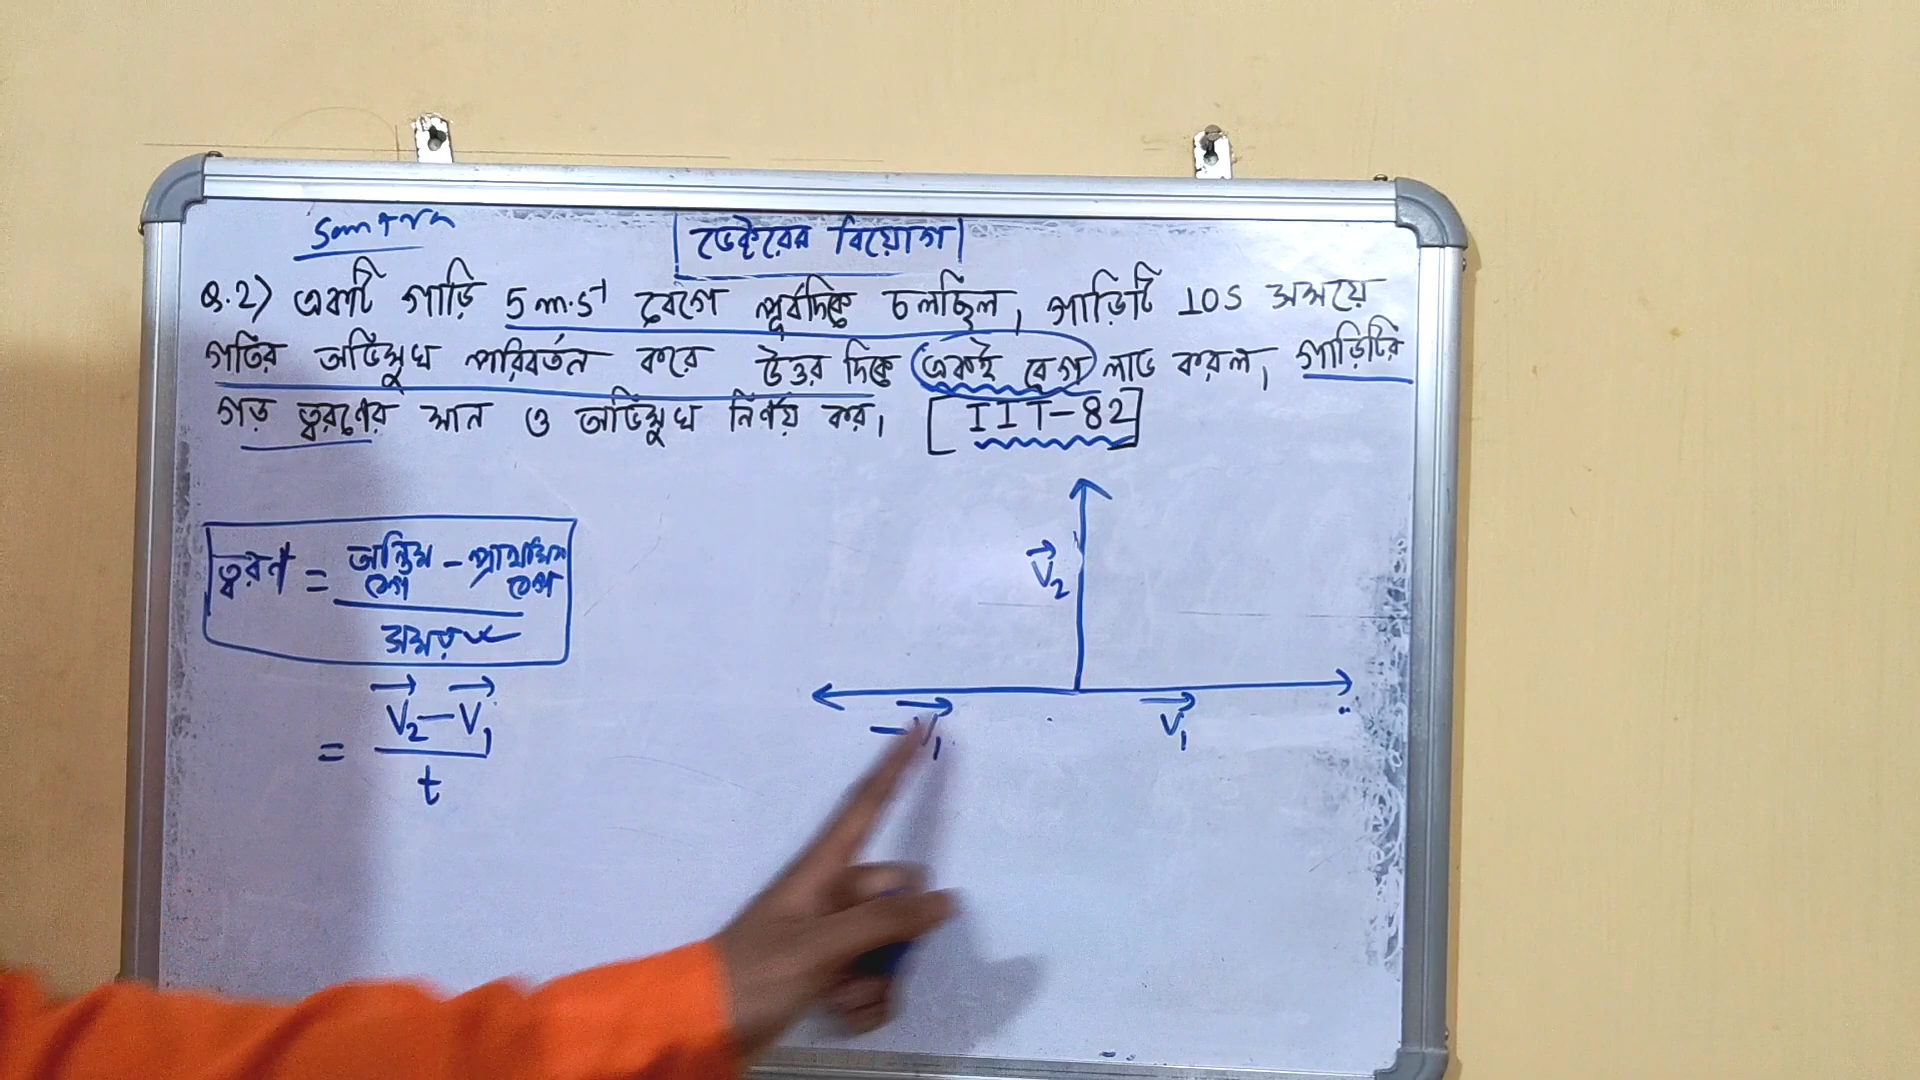 ভেক্টরের বিয়োগ
Q.2) একটি গাড়ি 5 m.s⁻¹ বেগে পূর্বদিকে চলছিল, গাড়িটি 10s সময়ে
গতির অভিমুখ পরিবর্তন করে উত্তর দিকে একই বেগ লাভ করল, গাড়িটির
গড় ত্বরণের মান ও অভিমুখ নির্ণয় কর। [IIT-82]
ত্বরণ = অন্তিম বেগ - প্রাথমিক বেগ
সময়
= V₂ - V₁
t
V₂
-V₁
V₁